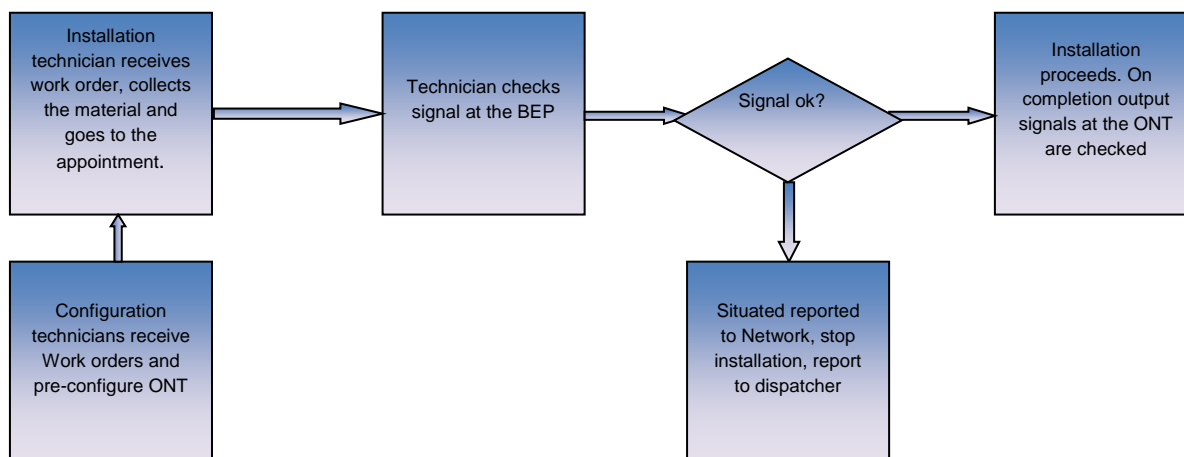 Installation
technician receives
work order, collects
the material and
goes to the
appointment.
Technician checks
signal at the BEP
Signal ok?
Installation
proceeds. On
completion output
signals at the ONT
are checked
Configuration
technicians receive
Work orders and
pre-configure ONT
Situated reported
to Network, stop
installation, report
to dispatcher